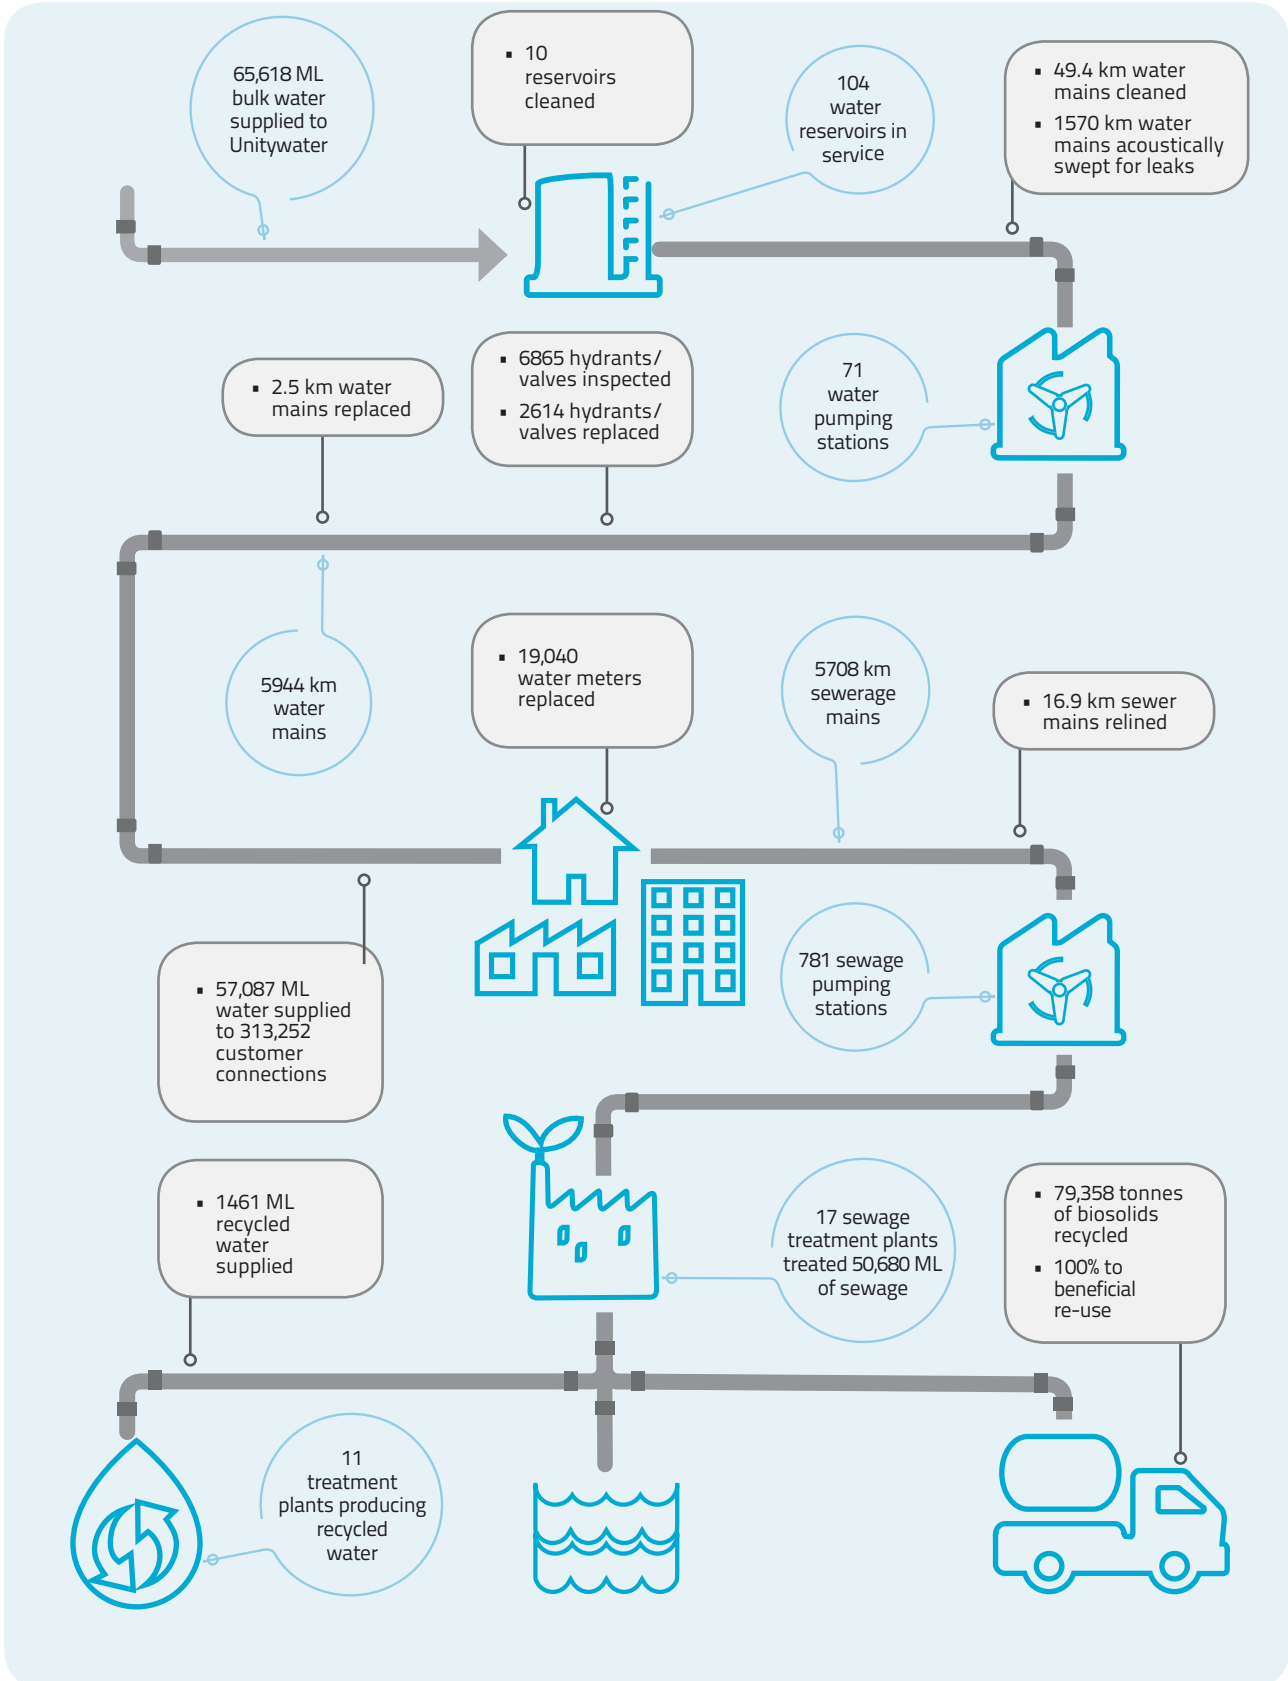 65,618 ML
bulk water
supplied to
Unitywater
▪ 10
reservoirs
cleaned
104
water
reservoirs in
service
▪ 49.4 km water
mains cleaned
▪ 1570 km water
mains acoustically
swept for leaks
▪ 2.5 km water
mains replaced
▪ 6865 hydrants/
valves inspected
▪ 2614 hydrants/
valves replaced
71
water
pumping
stations
5944 km
water
mains
▪ 19,040
water meters
replaced
5708 km
sewerage
mains
▪ 16.9 km sewer
mains relined
▪ 57,087 ML
water supplied
to 313,252
customer
connections
781 sewage
pumping
stations
▪ 1461 ML
recycled
water
supplied
17 sewage
treatment plants
treated 50,680 ML
of sewage
▪ 79,358 tonnes
of biosolids
recycled
▪ 100% to
beneficial
re-use
11
treatment
plants producing
recycled
water